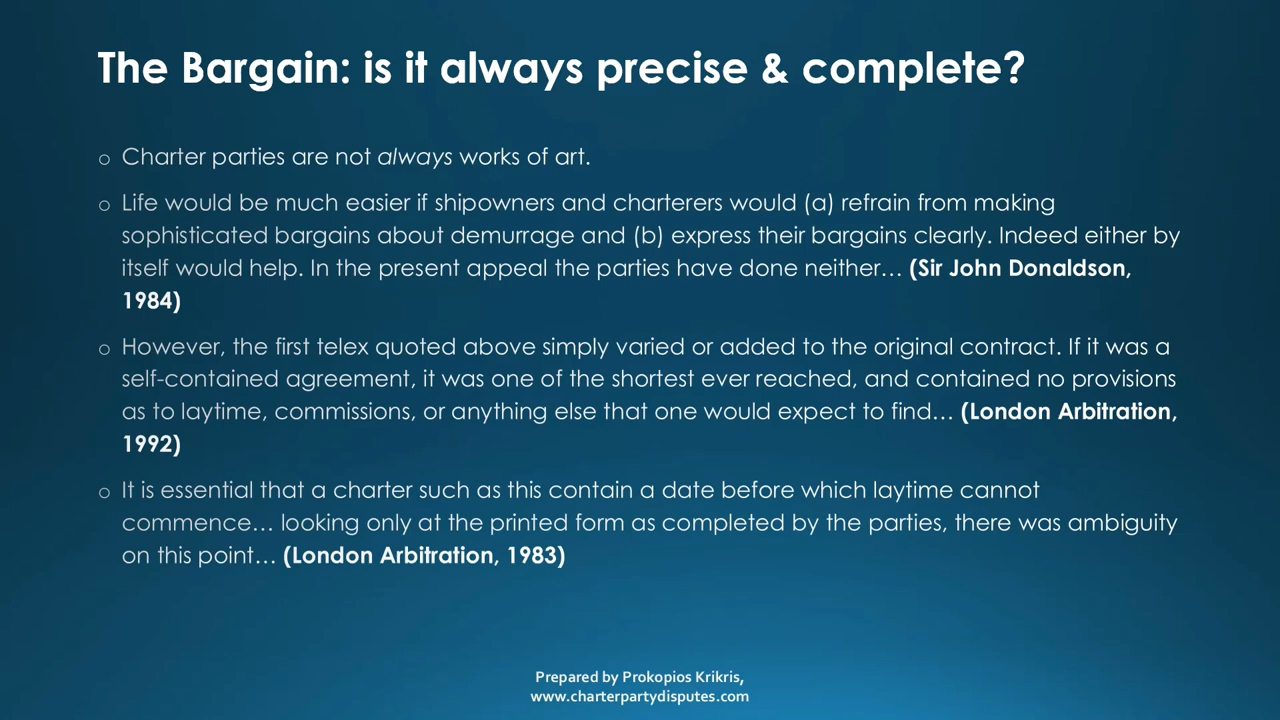 The Bargain: is it always precise & complete?
o Charter parties are not always works of art.
o Life would be much easier if shipowners and charterers would (a) refrain from making
sophisticated bargains about demurrage and (b) express their bargains clearly. Indeed either by
itself would help. In the present appeal the parties have done neither… (Sir John Donaldson,
1984)
o However, the first telex quoted above simply varied or added to the original contract. If it was a
self-contained agreement, it was one of the shortest ever reached, and contained no provisions
as to laytime, commissions, or anything else that one would expect to find… (London Arbitration,
1992)
o It is essential that a charter such as this contain a date before which laytime cannot
commence… looking only at the printed form as completed by the parties, there was ambiguity
on this point… (London Arbitration, 1983)
Prepared by Prokopios Krikris,
www.charterpartydisputes.com